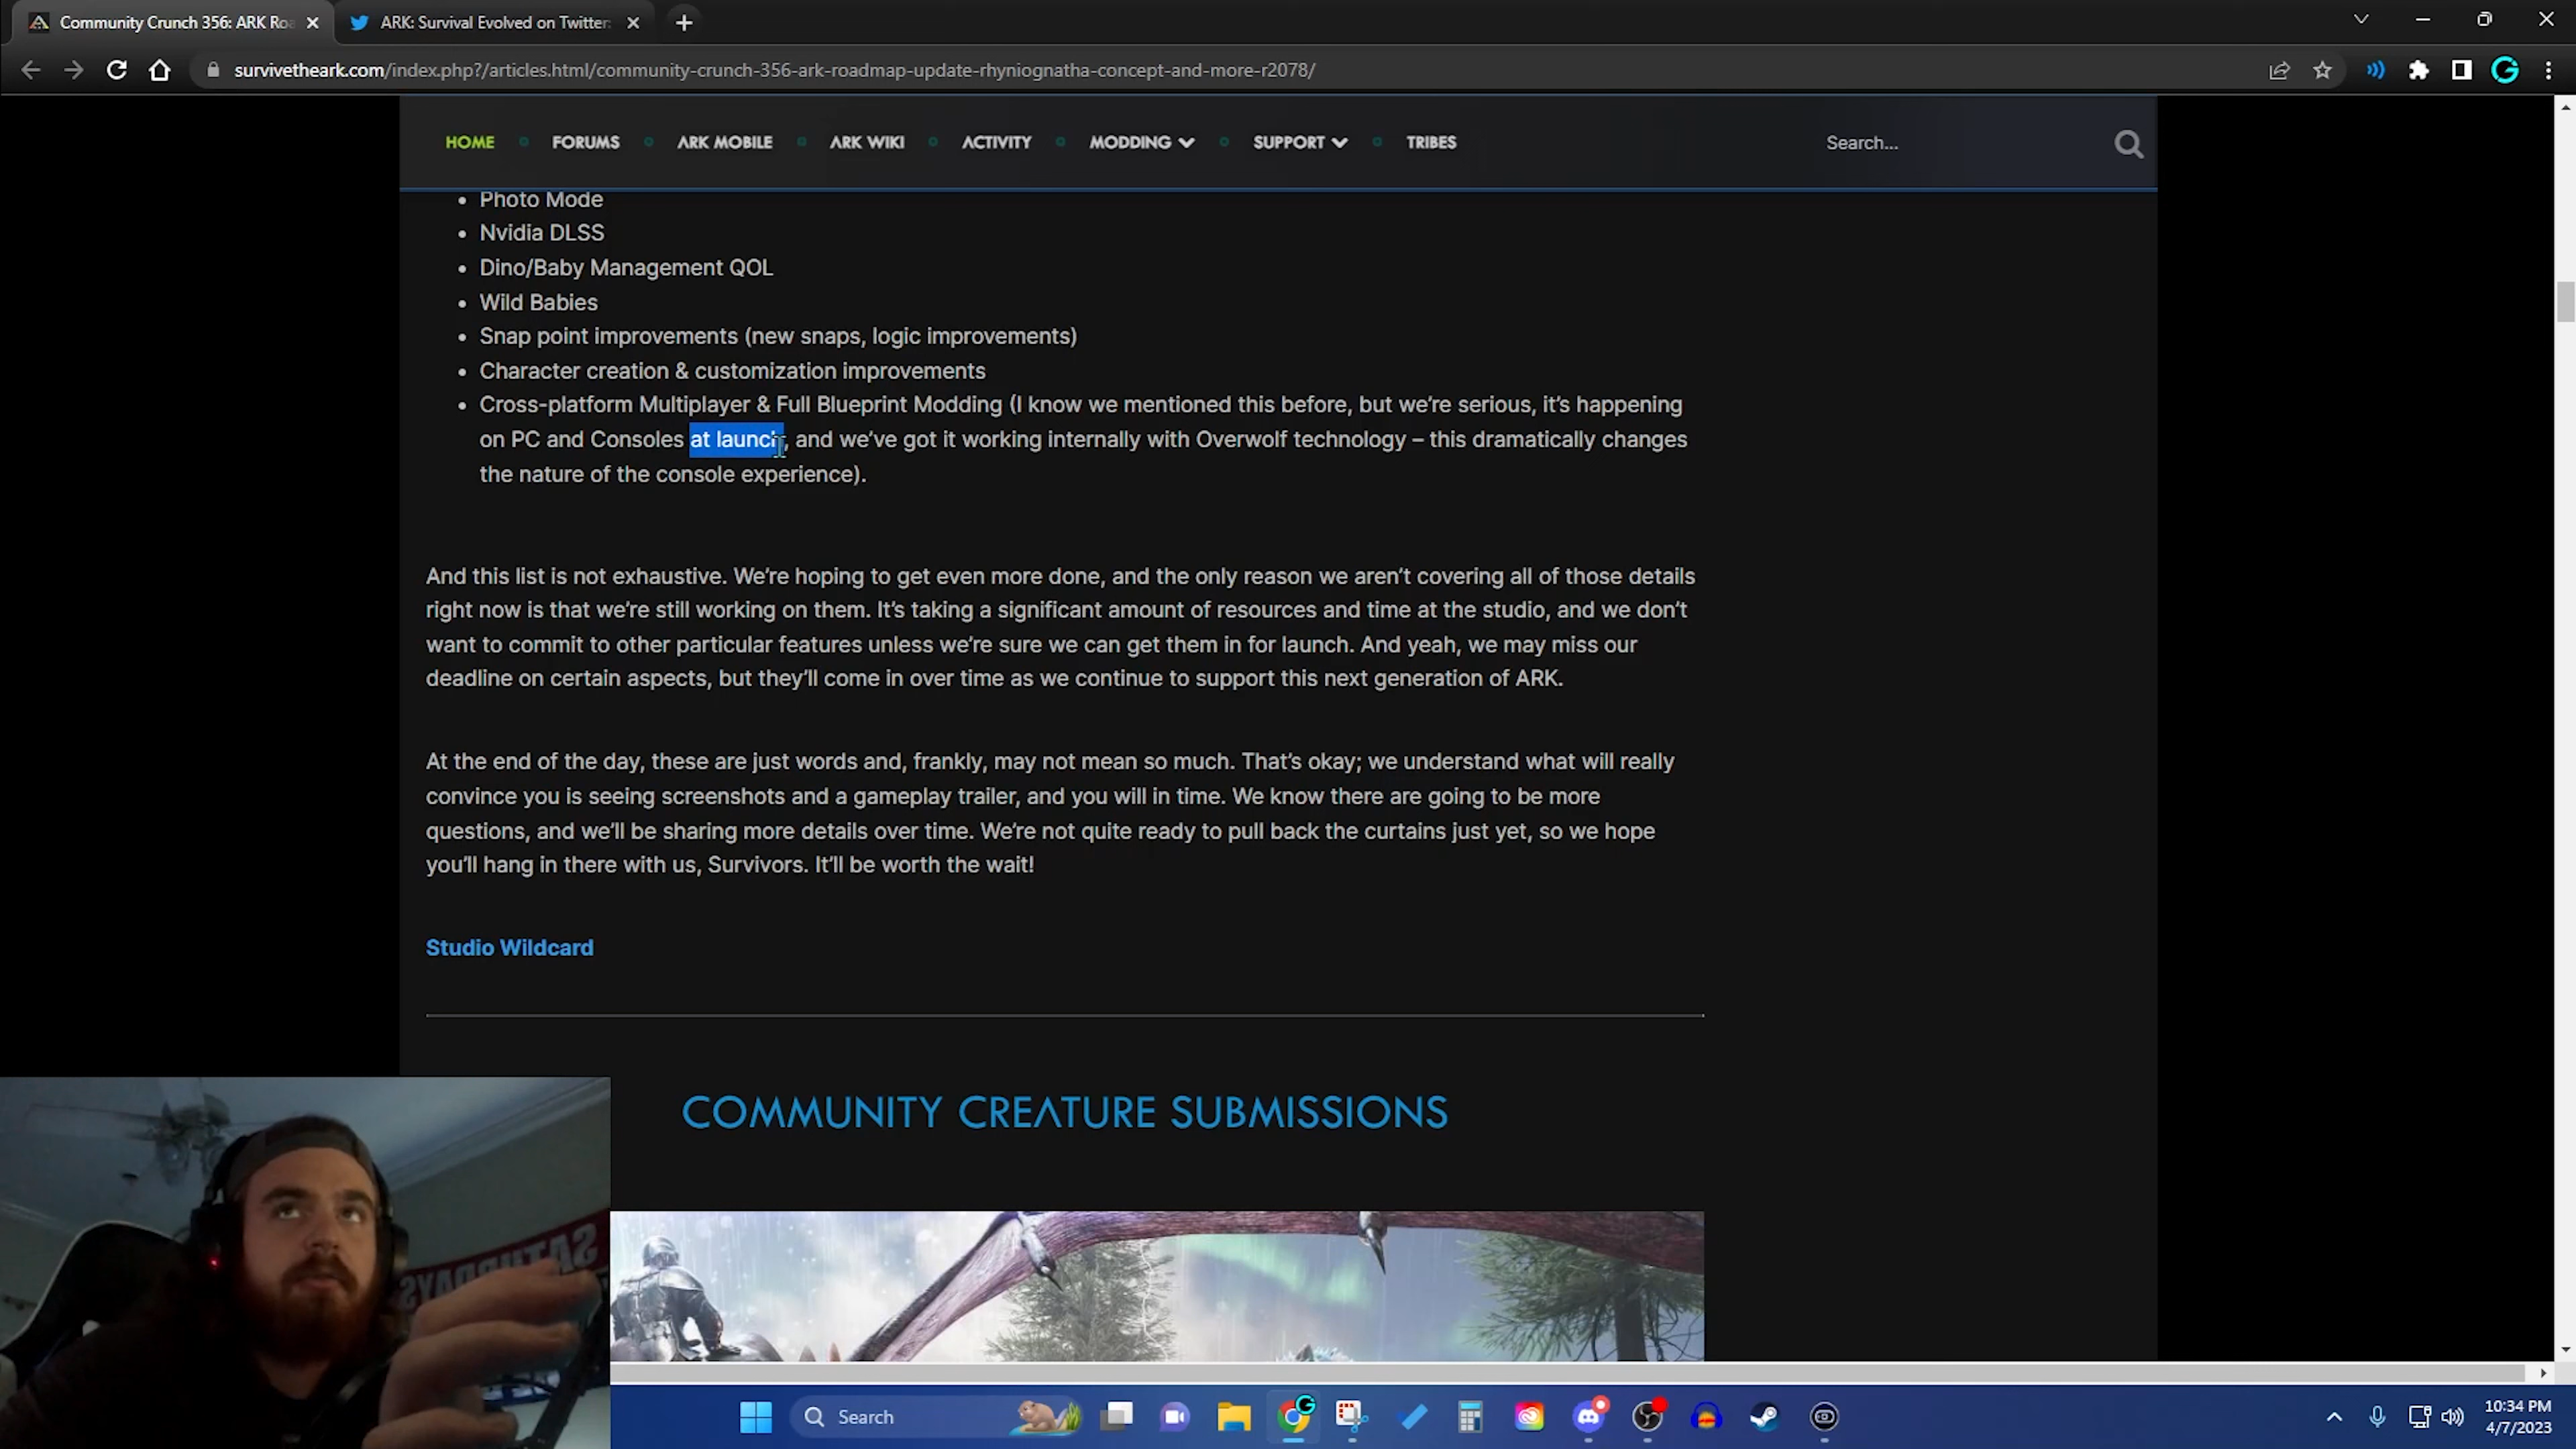 Community Crunch 356: ARK Roa
ARK: Survival Evolved on Twitter:
survivetheark.com/index.php?/articles.html/community-crunch-356-ark-roadmap-update-rhyniognatha-concept-and-more-r2078/
HOME FORUMS ARK MOBILE ARK WIKI ACTIVITY MODDING SUPPORT TRIBES Search...
• Photo Mode
• Nvidia DLSS
• Dino/Baby Management QOL
• Wild Babies
• Snap point improvements (new snaps, logic improvements)
• Character creation & customization improvements
• Cross-platform Multiplayer & Full Blueprint Modding (I know we mentioned this before, but we're serious, it's happening
on PC and Consoles at launch, and we've got it working internally with Overwolf technology – this dramatically changes
the nature of the console experience).
And this list is not exhaustive. We're hoping to get even more done, and the only reason we aren't covering all of those details
right now is that we're still working on them. It's taking a significant amount of resources and time at the studio, and we don't
want to commit to other particular features unless we're sure we can get them in for launch. And yeah, we may miss our
deadline on certain aspects, but they'll come in over time as we continue to support this next generation of ARK.
At the end of the day, these are just words and, frankly, may not mean so much. That's okay; we understand what will really
convince you is seeing screenshots and a gameplay trailer, and you will in time. We know there are going to be more
questions, and we'll be sharing more details over time. We're not quite ready to pull back the curtains just yet, so we hope
you'll hang in there with us, Survivors. It'll be worth the wait!
Studio Wildcard
COMMUNITY CREATURE SUBMISSIONS
SATURDAYS
Search
10:34 PM
4/7/2023